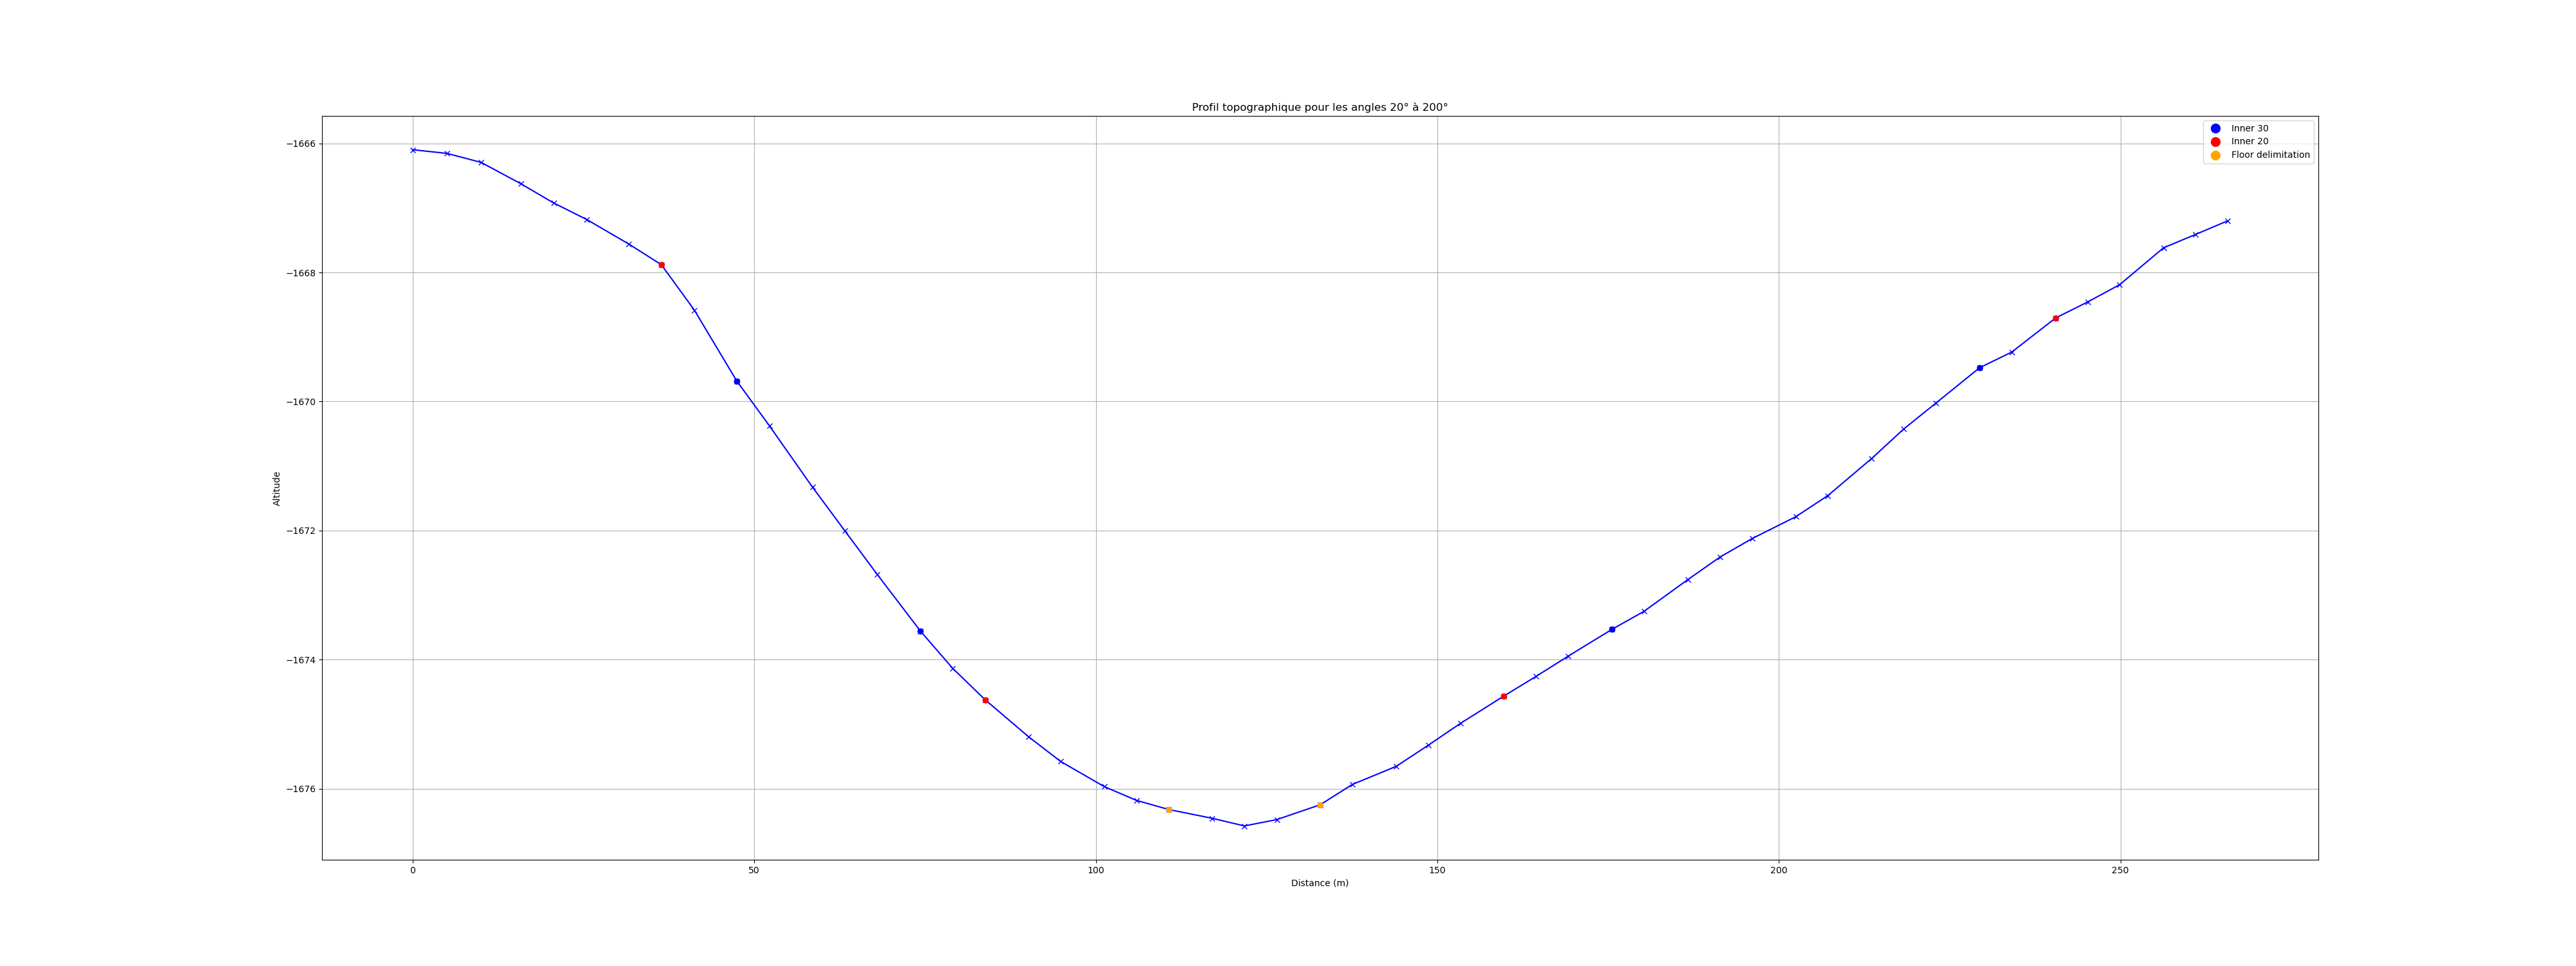 Profil topographique pour les angles 20° à 200°
Inner 30
Inner 20
Floor delimitation
−1666
−1668
−1670
−1672
−1674
−1676
Altitude
0
50
100
150
200
250
Distance (m)